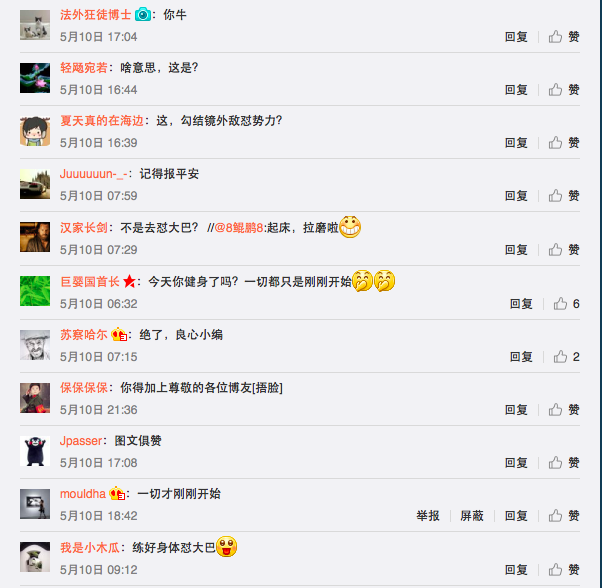 法外狂徒博士：你牛
5月10日 17:04 回复 赞
轻飏宛若：啥意思，这是？
5月10日 16:44 回复 赞
夏天真的在海边：这，勾结镜外敌怼势力？
5月10日 16:39 回复 赞
Juuuuuun-_-：记得报平安
5月10日 07:59 回复 赞
汉家长剑：不是去怼大巴？ //@8鲲鹏8:起床，拉磨啦
5月10日 07:29 回复 赞
巨婴国首长：今天你健身了吗？一切都只是刚刚开始
5月10日 06:32 回复 6
苏察哈尔：绝了，良心小编
5月10日 07:15 回复 2
保保保保：你得加上尊敬的各位博友[捂脸]
5月10日 21:36 回复 赞
Jpasser：图文俱赞
5月10日 17:08 回复 赞
mouldha：一切才刚刚开始
5月10日 18:42 举报 屏蔽 回复 赞
我是小木瓜：练好身体怼大巴
5月10日 09:12 回复 赞